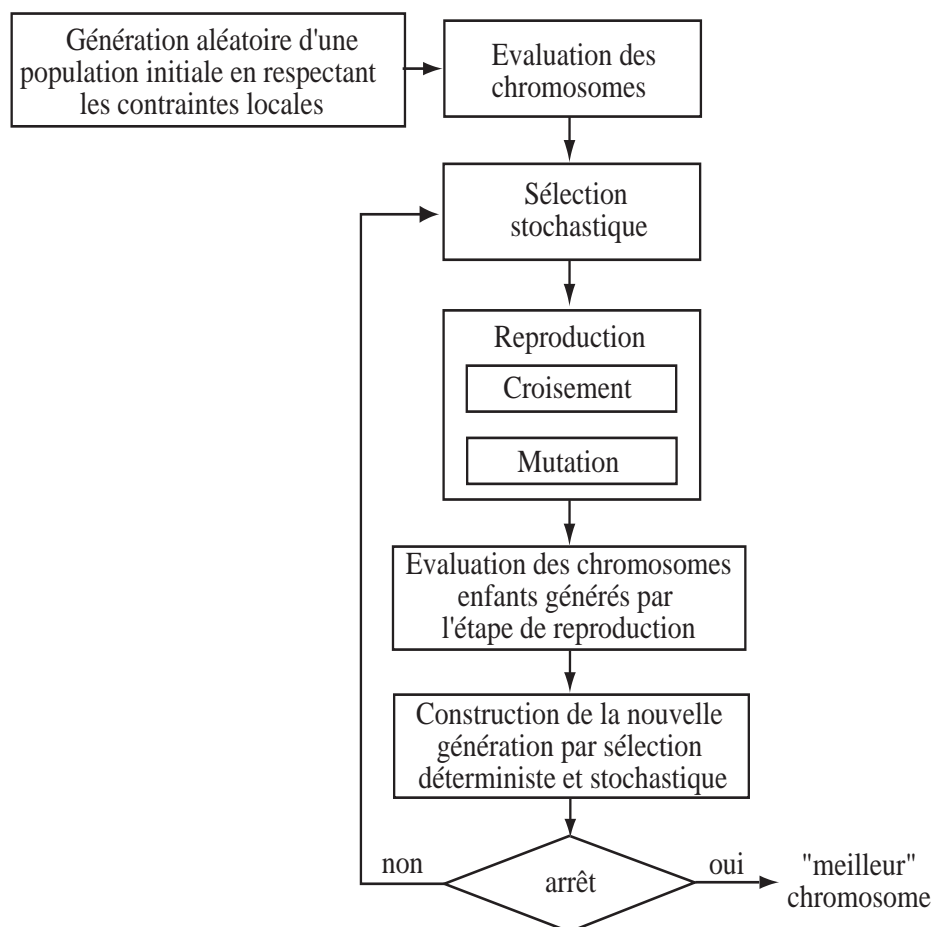 Génération aléatoire d'une
population initiale en respectant
les contraintes locales
Evaluation des
chromosomes
Sélection
stochastique
Reproduction
Croisement
Mutation
Evaluation des chromosomes
enfants générés par
l'étape de reproduction
Construction de la nouvelle
génération par sélection
déterministe et stochastique
non
arrêt
oui
"meilleur"
chromosome